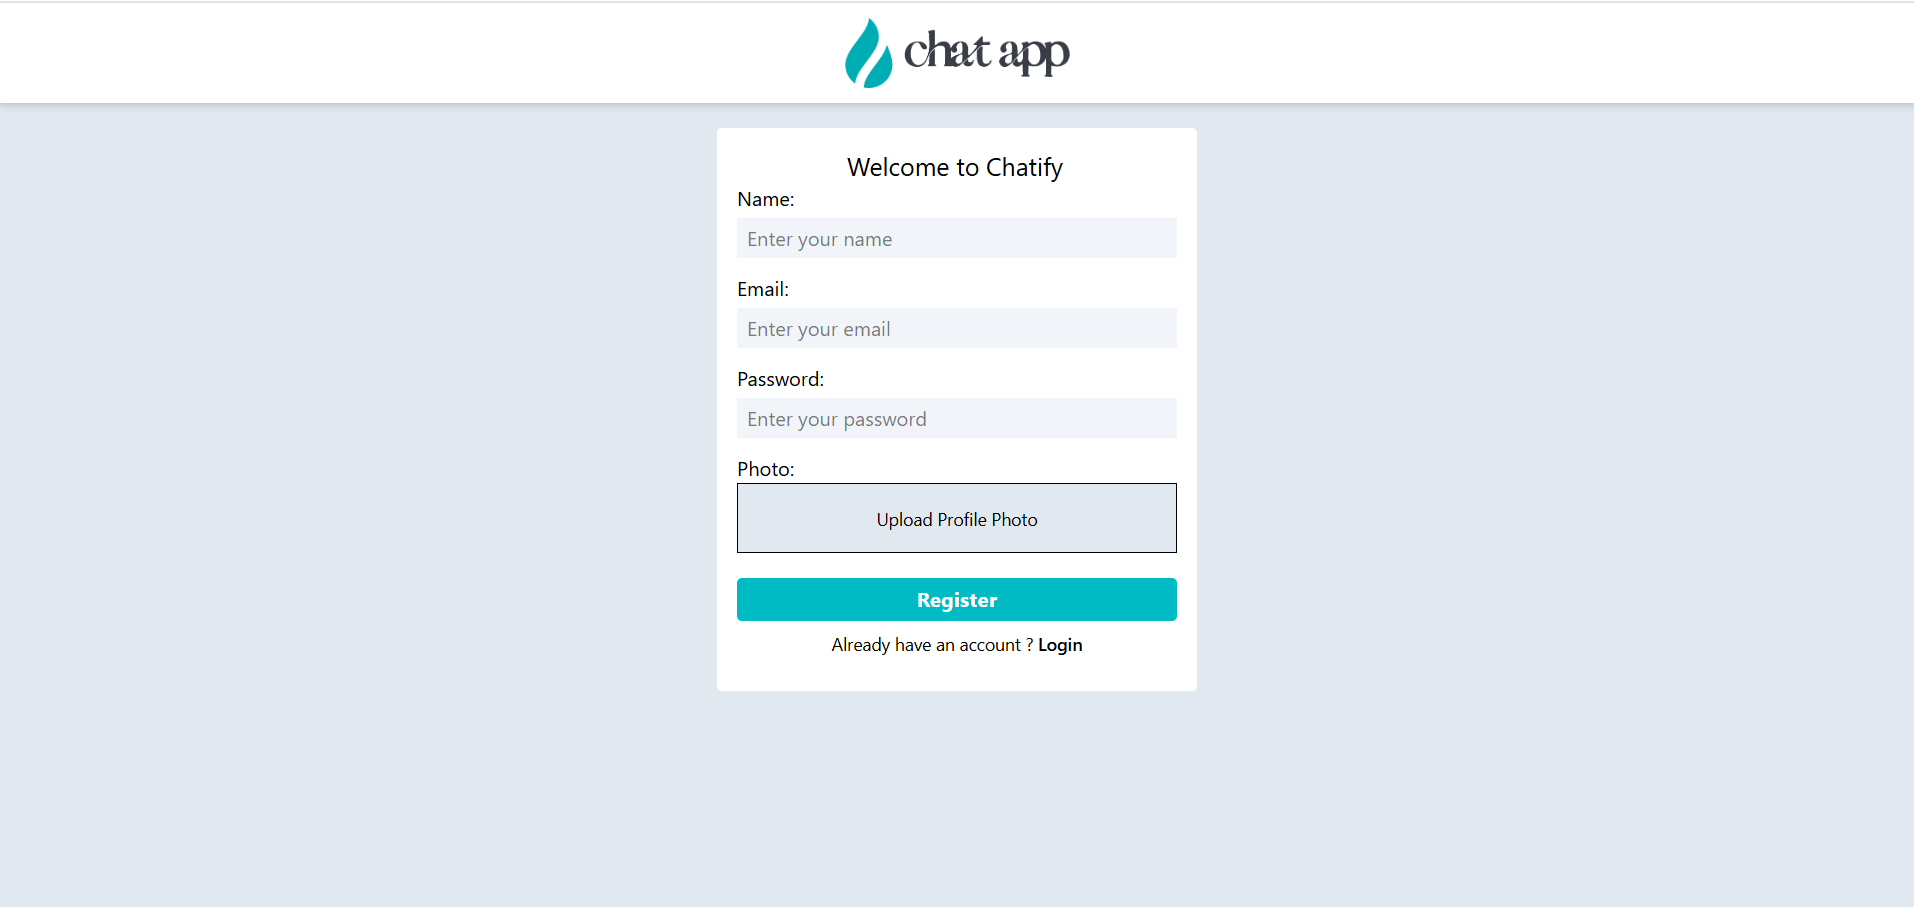 chat app
Welcome to Chatify
Name:
Enter your name
Email:
Enter your email
Password:
Enter your password
Photo:
Upload Profile Photo
Register
Already have an account ? Login